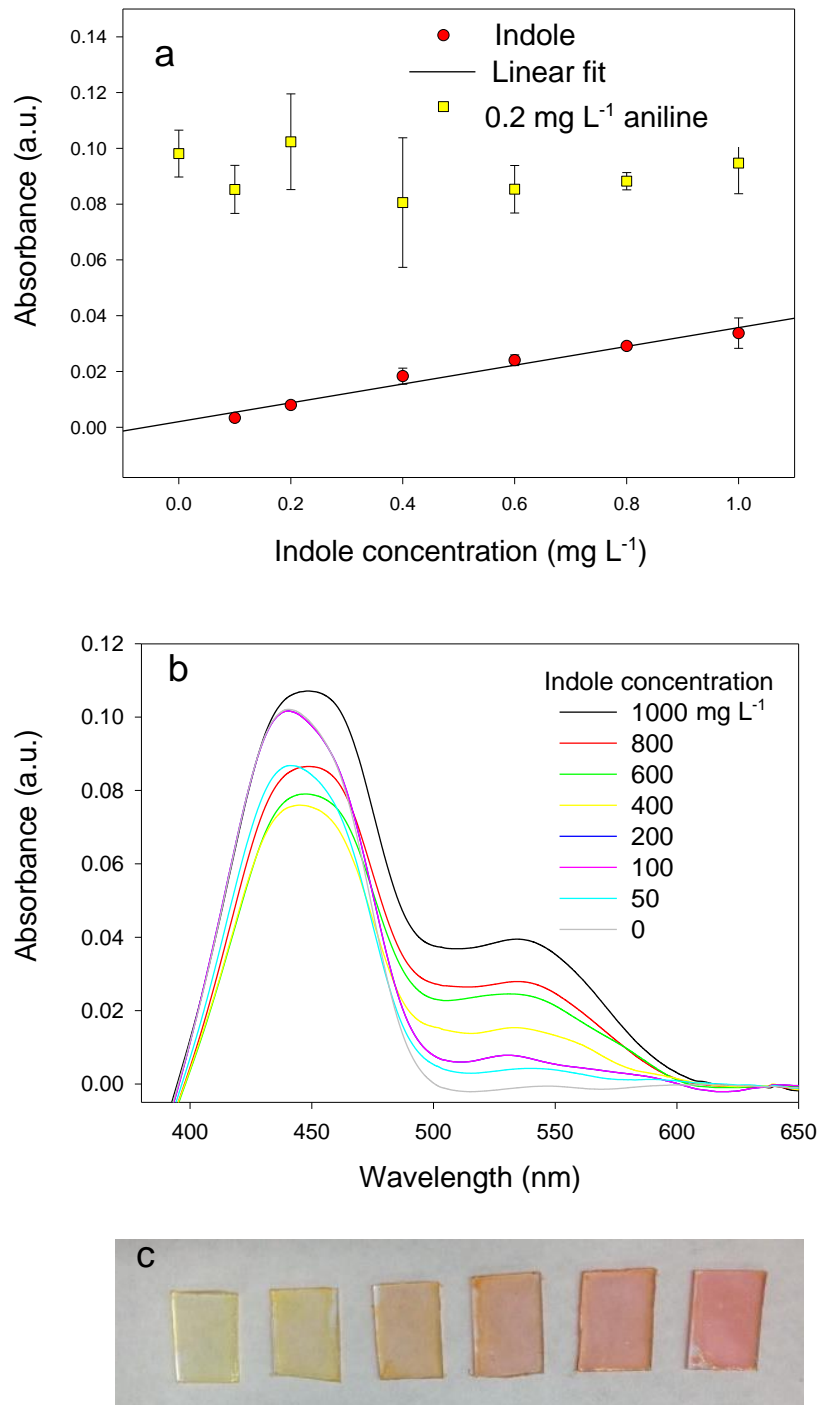 a
Indole
Linear fit
0.2 mg L⁻¹ aniline
Absorbance (a.u.)
0.14
0.12
0.10
0.08
0.06
0.04
0.02
0.00
0.0 0.2 0.4 0.6 0.8 1.0
Indole concentration (mg L⁻¹)
b
Indole concentration
1000 mg L⁻¹
800
600
400
200
100
50
0
Absorbance (a.u.)
0.12
0.10
0.08
0.06
0.04
0.02
0.00
400 450 500 550 600 650
Wavelength (nm)
c